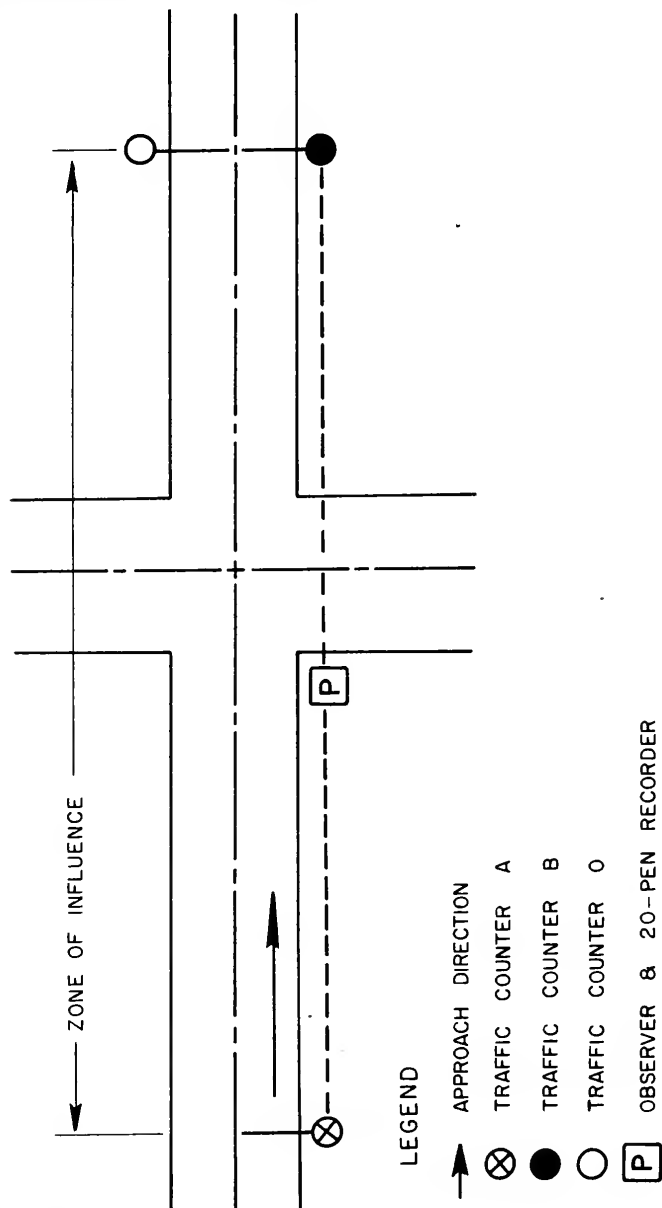 ZONE OF INFLUENCE
P
LEGEND
APPROACH DIRECTION
TRAFFIC COUNTER A
TRAFFIC COUNTER B
TRAFFIC COUNTER O
P OBSERVER & 20-PEN RECORDER